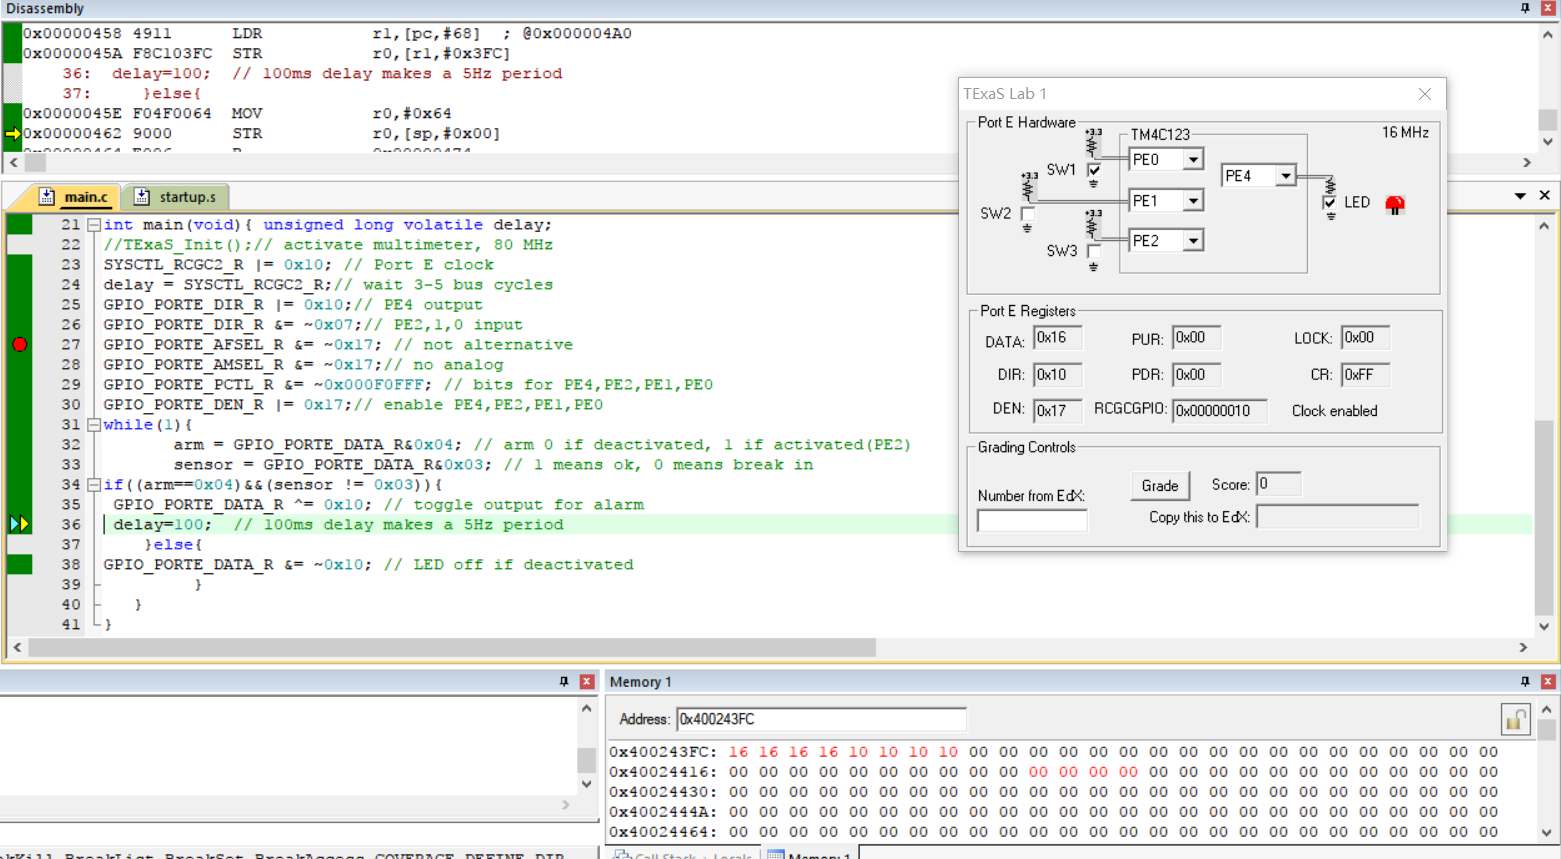 Disassembly
0x00000458 4911 LDR r1,[pc,#68] ; @0x000004A0
0x0000045A F8C103FC STR r0,[r1,#0x3FC]
36: delay=100; // 100ms delay makes a 5Hz period
37: }else{
0x0000045E F04F0064 MOV r0,#0x64
0x00000462 9000 STR r0,[sp,#0x00]
main.c startup.s
21 int main(void){ unsigned long volatile delay;
22 //TExaS_Init();// activate multimeter, 80 MHz
23 SYSCTL_RCGC2_R |= 0x10; // Port E clock
24 delay = SYSCTL_RCGC2_R;// wait 3-5 bus cycles
25 GPIO_PORTE_DIR_R |= 0x10;// PE4 output
26 GPIO_PORTE_DIR_R &= ~0x07;// PE2,1,0 input
27 GPIO_PORTE_AFSEL_R &= ~0x17; // not alternative
28 GPIO_PORTE_AMSEL_R &= ~0x17;// no analog
29 GPIO_PORTE_PCTL_R &= ~0x000F0FFF; // bits for PE4,PE2,PE1,PE0
30 GPIO_PORTE_DEN_R |= 0x17;// enable PE4,PE2,PE1,PE0
31 while(1){
32 arm = GPIO_PORTE_DATA_R&0x04; // arm 0 if deactivated, 1 if activated(PE2)
33 sensor = GPIO_PORTE_DATA_R&0x03; // 1 means ok, 0 means break in
34 if((arm==0x04)&&(sensor != 0x03)){
35 GPIO_PORTE_DATA_R ^= 0x10; // toggle output for alarm
36 delay=100; // 100ms delay makes a 5Hz period
37 }else{
38 GPIO_PORTE_DATA_R &= ~0x10; // LED off if deactivated
39 }
40 }
41 }
TExaS Lab 1
Port E Hardware
16 MHz
+3.3 TM4C123
SW1 PE0
+3.3 PE4
SW2 PE1 LED
+3.3
SW3 PE2
Port E Registers
DATA: 0x16 PUR: 0x00 LOCK: 0x00
DIR: 0x10 PDR: 0x00 CR: 0xFF
DEN: 0x17 RCGCGPIO: 0x00000010 Clock enabled
Grading Controls
Number from EdX: Grade Score: 0
Copy this to EdX:
Memory 1
Address: 0x400243FC
0x400243FC: 16 16 16 16 10 10 10 10 00 00 00 00 00 00 00 00 00 00 00 00 00 00 00 00 00 00
0x40024416: 00 00 00 00 00 00 00 00 00 00 00 00 00 00 00 00 00 00 00 00 00 00 00 00 00 00
0x40024430: 00 00 00 00 00 00 00 00 00 00 00 00 00 00 00 00 00 00 00 00 00 00 00 00 00 00
0x4002444A: 00 00 00 00 00 00 00 00 00 00 00 00 00 00 00 00 00 00 00 00 00 00 00 00 00 00
0x40024464: 00 00 00 00 00 00 00 00 00 00 00 00 00 00 00 00 00 00 00 00 00 00 00 00 00 00
BreakList BreakSet BreakAccess COVERAGE DEFINE DIR
Call Stack + Locals Memory 1